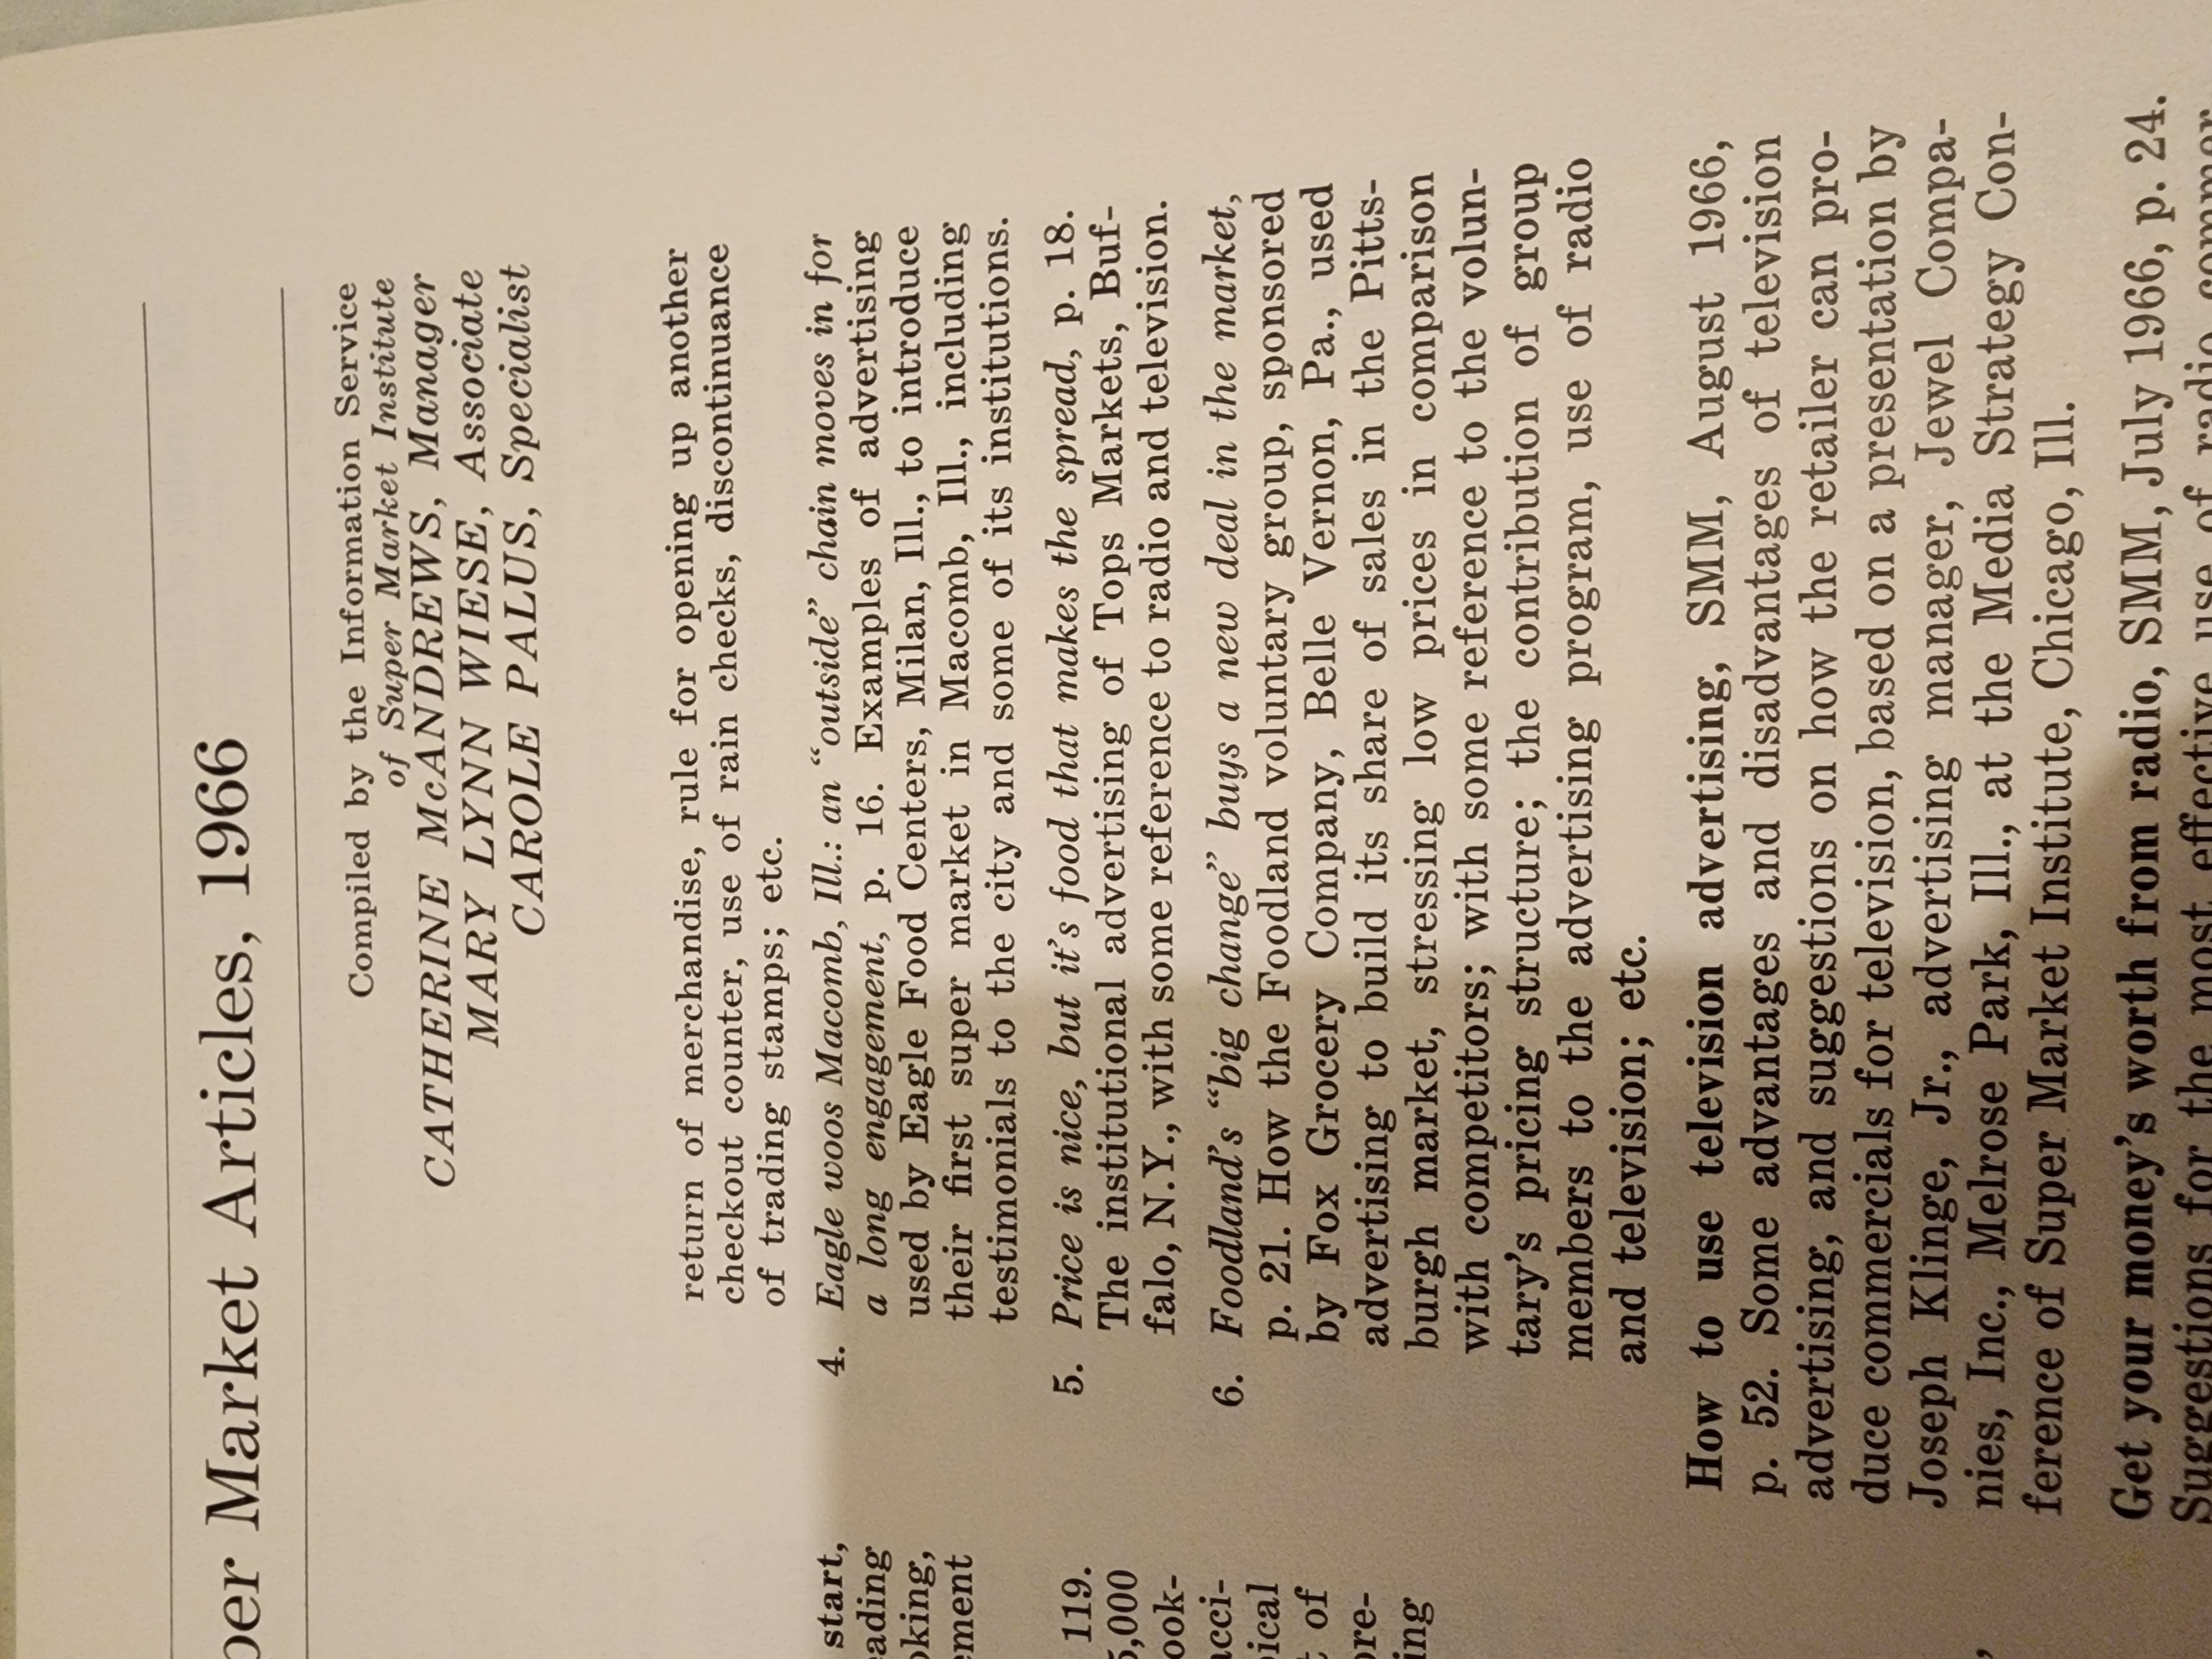 per Market Articles, 1966
Compiled by the Information Service
of Super Market Institute
CATHERINE McANDREWS, Manager
MARY LYNN WIESE, Associate
CAROLE PALUS, Specialist
start,
119.
5,000
ook-
of
return of merchandise, rule for opening up another
checkout counter, use of rain checks, discontinuance
of trading stamps; etc.
4. Eagle woos Macomb, Ill.: an “outside” chain moves in for
a long engagement, p. 16. Examples of advertising
used by Eagle Food Centers, Milan, Ill., to introduce
their first super market in Macomb, Ill., including
testimonials to the city and some of its institutions.
5. Price is nice, but it's food that makes the spread, p. 18.
The institutional advertising of Tops Markets, Buf-
falo, N.Y., with some reference to radio and television.
6. Foodland's “big change” buys a new deal in the market,
p. 21. How the Foodland voluntary group, sponsored
by Fox Grocery Company, Belle Vernon, Pa., used
advertising to build its share of sales in the Pitts-
burgh market, stressing low prices in comparison
with competitors; with some reference to the volun-
tary's pricing structure; the contribution of group
members to the advertising program, use of radio
and television; etc.
How to use television advertising, SMM, August 1966,
p. 52. Some advantages and disadvantages of television
advertising, and suggestions on how the retailer can pro-
duce commercials for television, based on a presentation by
Joseph Klinge, Jr., advertising manager, Jewel Compa-
nies, Inc., Melrose Park, Ill., at the Media Strategy Con-
ference of Super Market Institute, Chicago, Ill.
Get your money's worth from radio, SMM, July 1966, p. 24.
Suggestions for the most effective use of radio commer